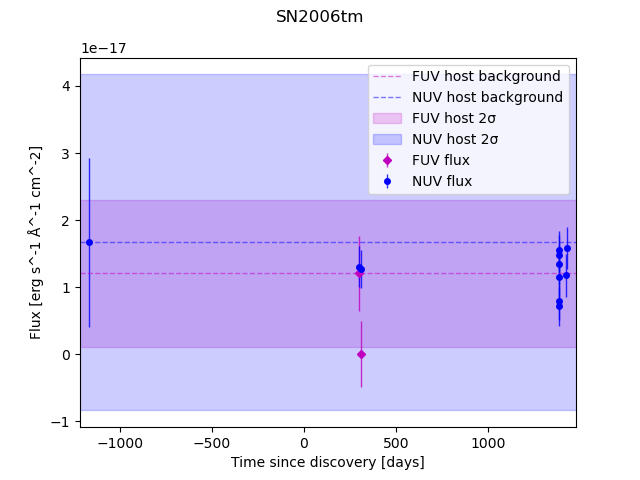 SN2006tm
1e−17
FUV host background
NUV host background
FUV host 2σ
NUV host 2σ
FUV flux
NUV flux
Flux [erg s^-1 Å^-1 cm^-2]
4
3
2
1
0
−1
−1000
−500
0
500
1000
Time since discovery [days]